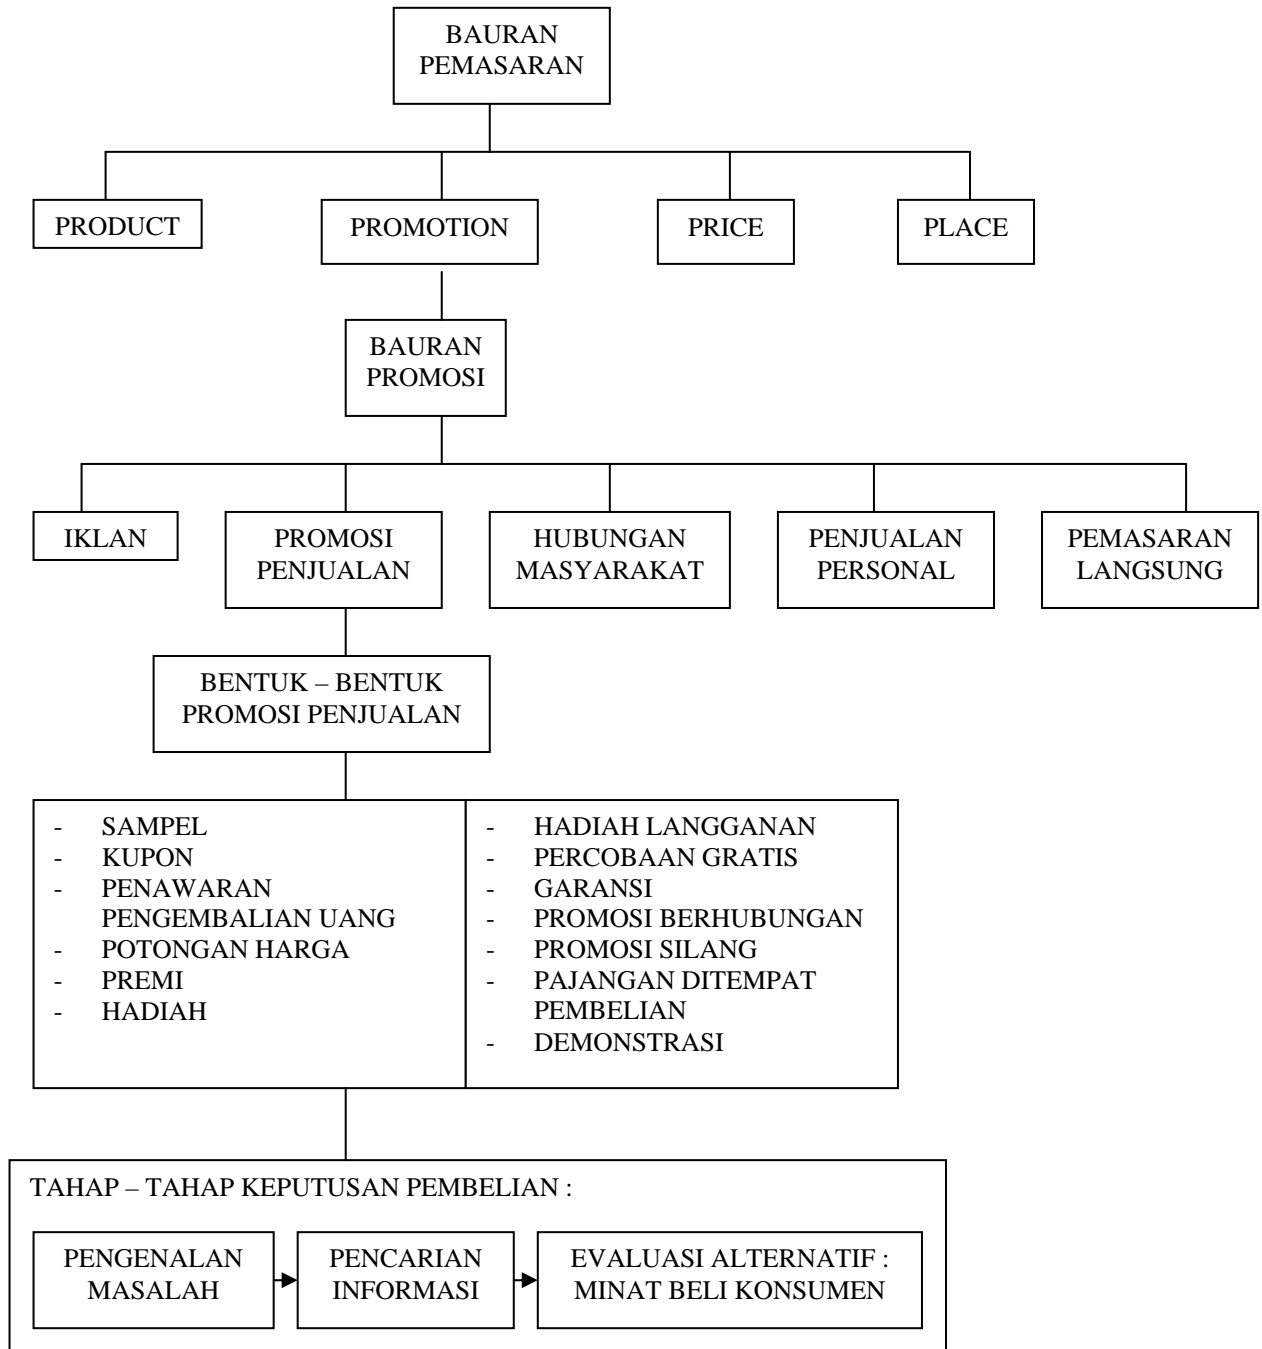 BAURAN
PEMASARAN
PRODUCT
PROMOTION
PRICE
PLACE
BAURAN
PROMOSI
IKLAN
PROMOSI
PENJUALAN
HUBUNGAN
MASYARAKAT
PENJUALAN
PERSONAL
PEMASARAN
LANGSUNG
BENTUK – BENTUK
PROMOSI PENJUALAN
- SAMPEL
- KUPON
- PENAWARAN
PENGEMBALIAN UANG
- POTONGAN HARGA
- PREMI
- HADIAH
- HADIAH LANGGANAN
- PERCOBAAN GRATIS
- GARANSI
- PROMOSI BERHUBUNGAN
- PROMOSI SILANG
- PAJANGAN DITEMPAT
PEMBELIAN
- DEMONSTRASI
TAHAP – TAHAP KEPUTUSAN PEMBELIAN :
PENGENALAN
MASALAH
PENCARIAN
INFORMASI
EVALUASI ALTERNATIF :
MINAT BELI KONSUMEN